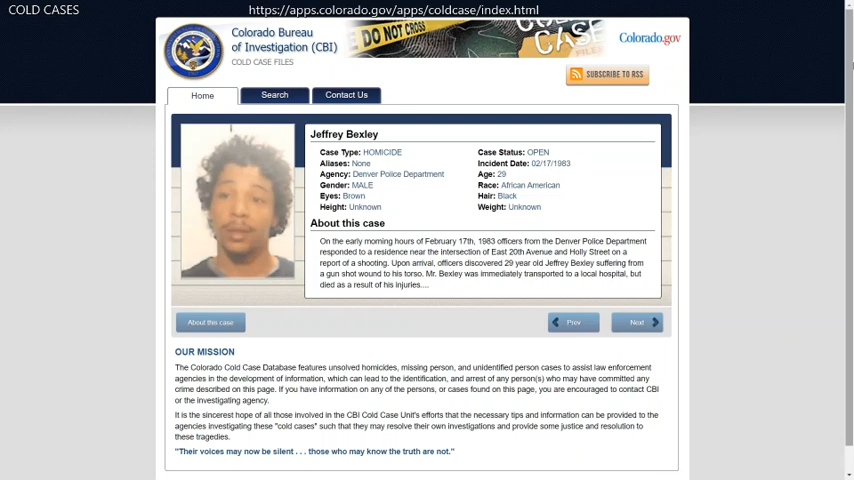 COLD CASES
https://apps.colorado.gov/apps/coldcase/index.html
Colorado Bureau
of Investigation (CBI)
COLD CASE FILES
DO NOT CROSS
CASE
FILES
Colorado.gov
SUBSCRIBE TO RSS
Home
Search
Contact Us
Jeffrey Bexley
Case Type: HOMICIDE
Case Status: OPEN
Aliases: None
Incident Date: 02/17/1983
Agency: Denver Police Department
Age: 29
Gender: MALE
Race: African American
Eyes: Brown
Hair: Black
Height: Unknown
Weight: Unknown
About this case
On the early morning hours of February 17th, 1983 officers from the Denver Police Department
responded to a residence near the intersection of East 20th Avenue and Holly Street on a
report of a shooting. Upon arrival, officers discovered 29 year old Jeffrey Bexley suffering from
a gun shot wound to his torso. Mr. Bexley was immediately transported to a local hospital, but
died as a result of his injuries....
About this case
Prev
Next
OUR MISSION
The Colorado Cold Case Database features unsolved homicides, missing person, and unidentified person cases to assist law enforcement
agencies in the development of information, which can lead to the identification, and arrest of any person(s) who may have committed any
crime described on this page. If you have information on any of the persons, or cases found on this page, you are encouraged to contact CBI
or the investigating agency.
It is the sincerest hope of all those involved in the CBI Cold Case Unit's efforts that the necessary tips and information can be provided to the
agencies investigating these "cold cases" such that they may resolve their own investigations and provide some justice and resolution to
these tragedies.
"Their voices may now be silent . . . those who may know the truth are not."